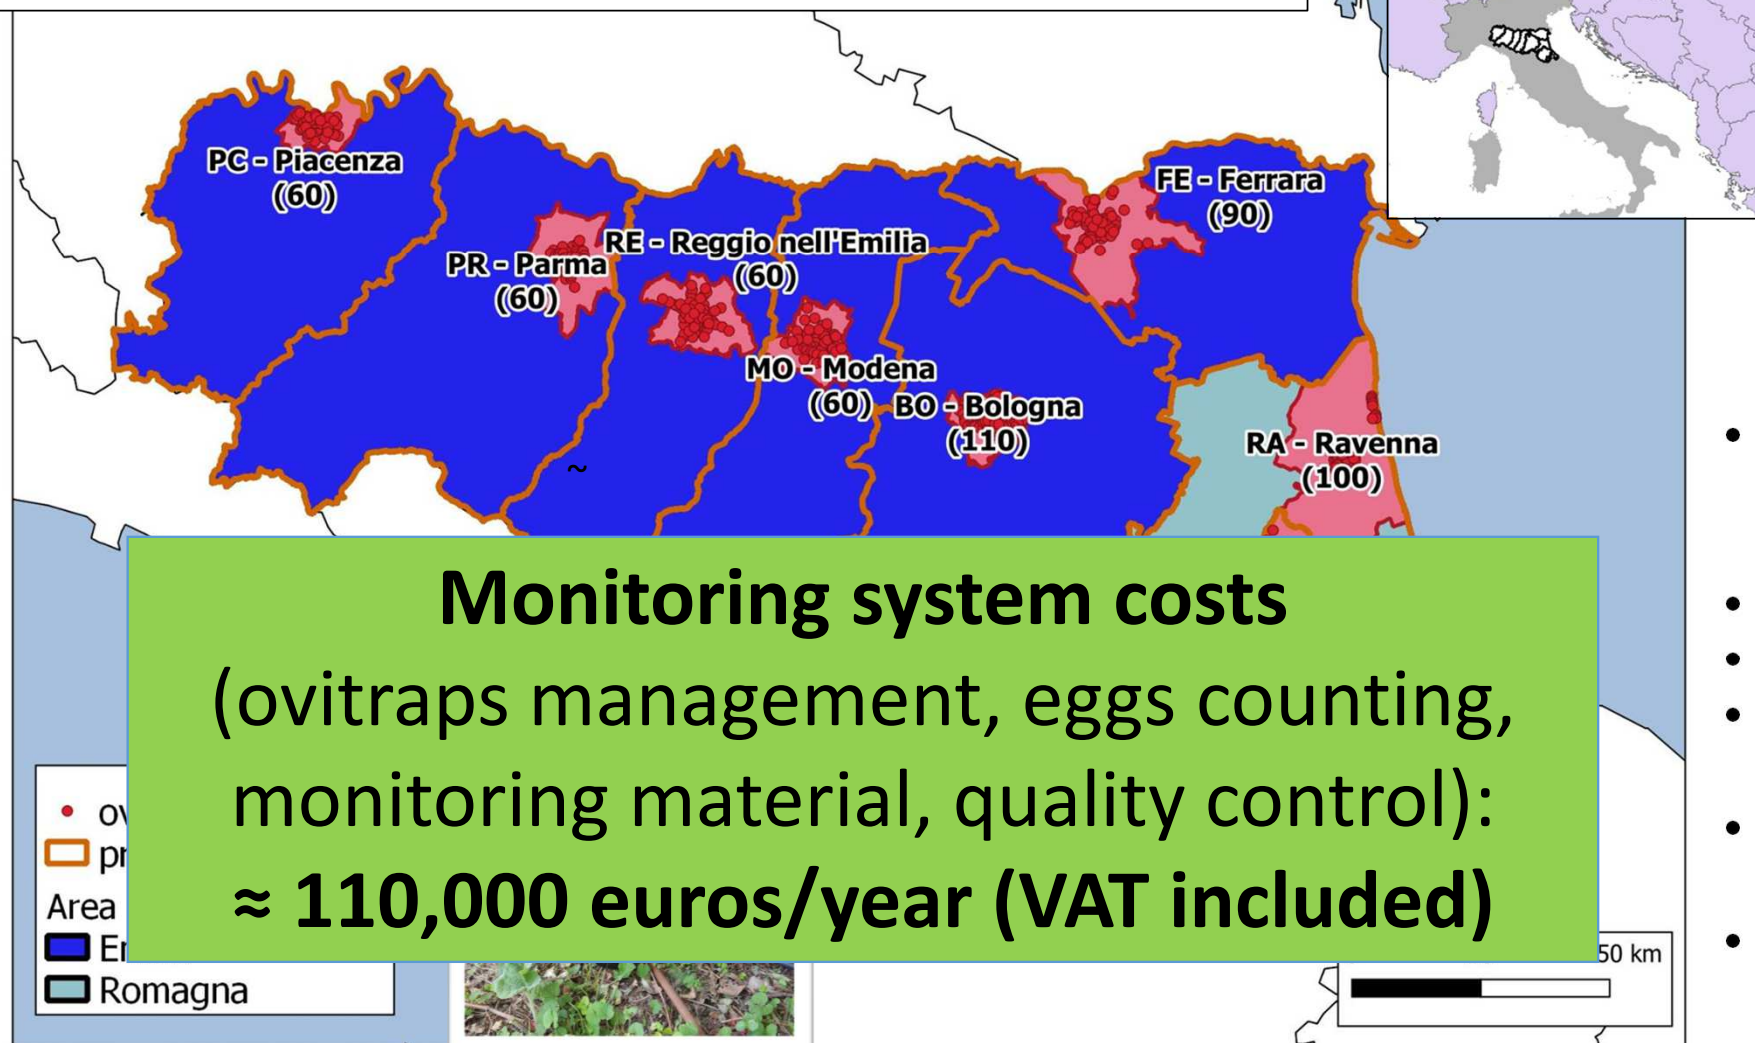 PC - Piacenza
(60)
FE - Ferrara
(90)
RE - Reggio nell'Emilia
(60)
PR - Parma
(60)
MO - Modena
(60)
BO - Bologna
(110)
RA - Ravenna
(100)
~
Monitoring system costs
(ovitraps management, eggs counting,
monitoring material, quality control):
≈ 110,000 euros/year (VAT included)
Area
Romagna
50 km